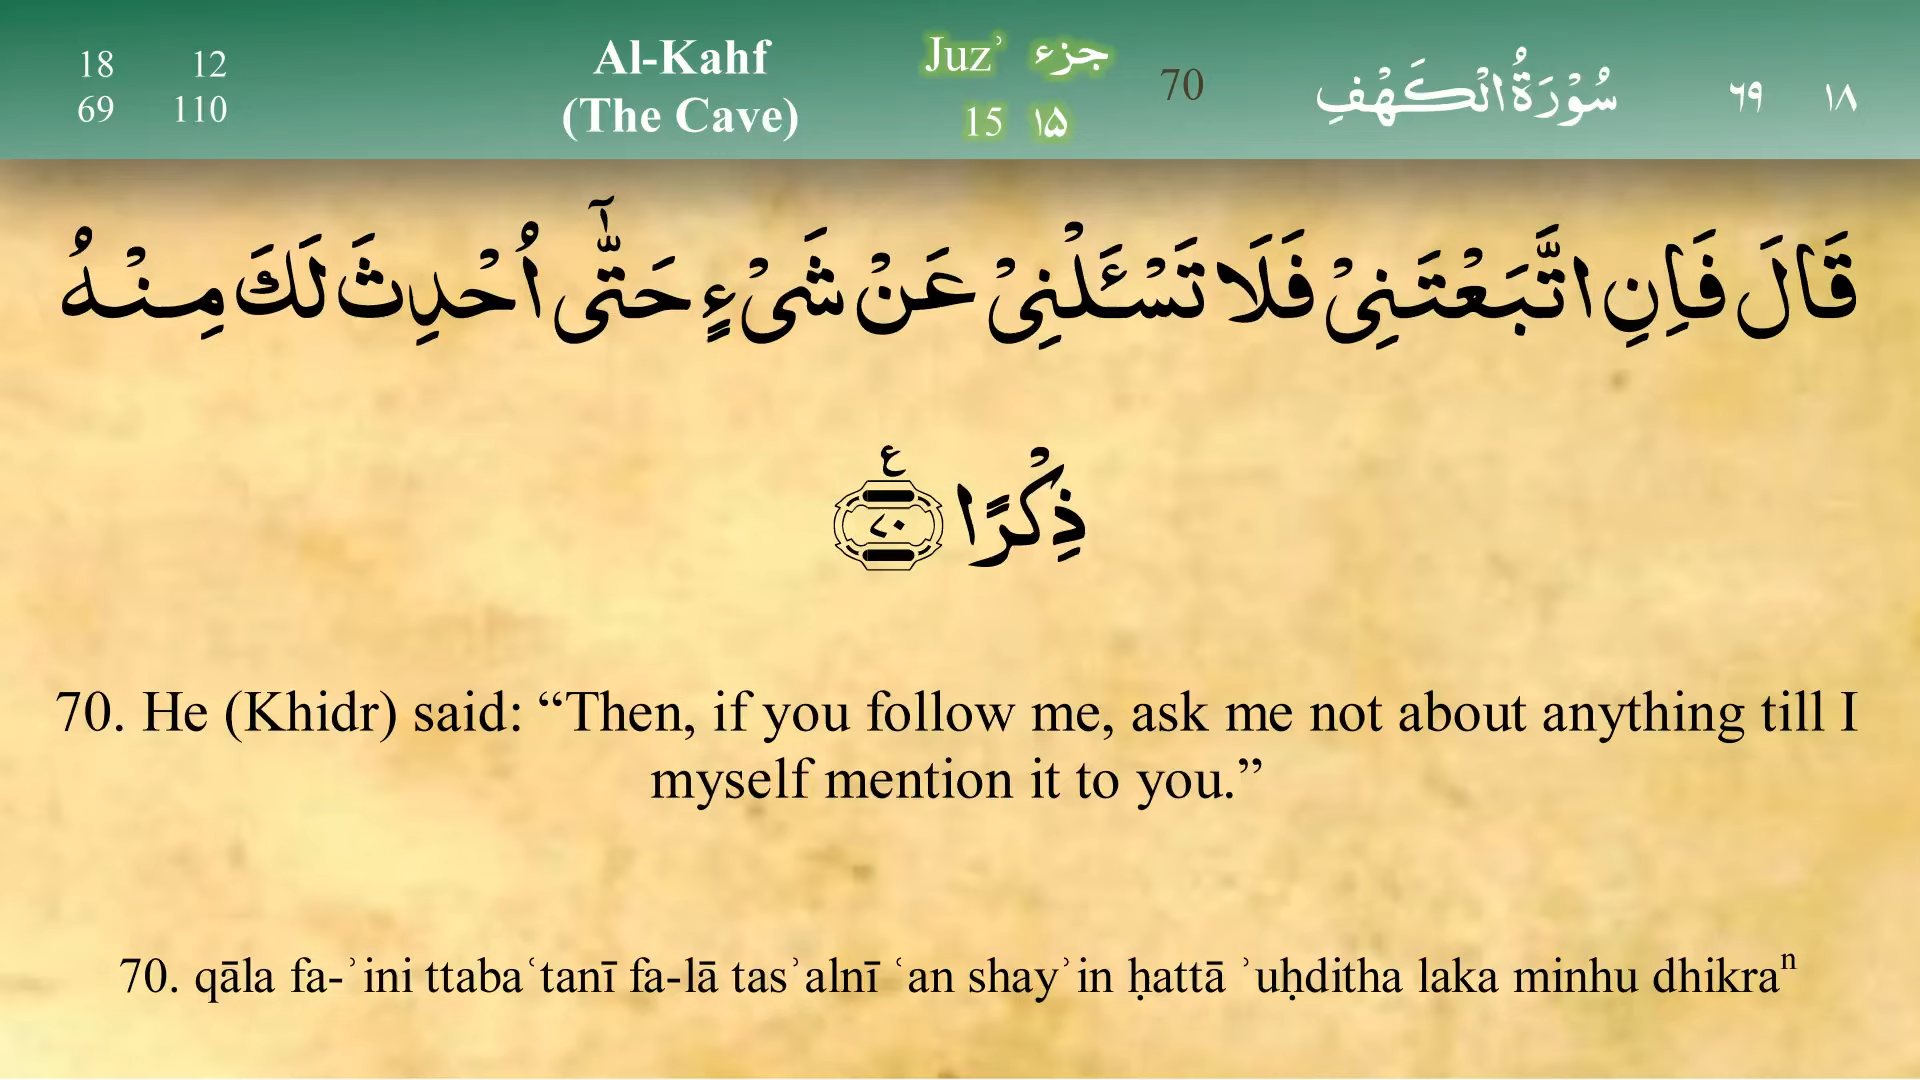 18 12
69 110
Al-Kahf
(The Cave)
Juzʾ جزء
15 ١٥
70
سُوْرَةُ الْكَهْفِ
٦٩ ١٨
قَالَ فَاِنِ اتَّبَعْتَنِیْ فَلَا تَسْـَٔلْنِیْ عَنْ شَیْءٍ حَتّٰۤی اُحْدِثَ لَكَ مِنْهُ
ذِكْرًا ٧٠ ع
70. He (Khidr) said: “Then, if you follow me, ask me not about anything till I
myself mention it to you.”
70. qāla fa-ʾini ttabaʿtanī fa-lā tasʾalnī ʿan shayʾin ḥattā ʾuḥditha laka minhu dhikraⁿ